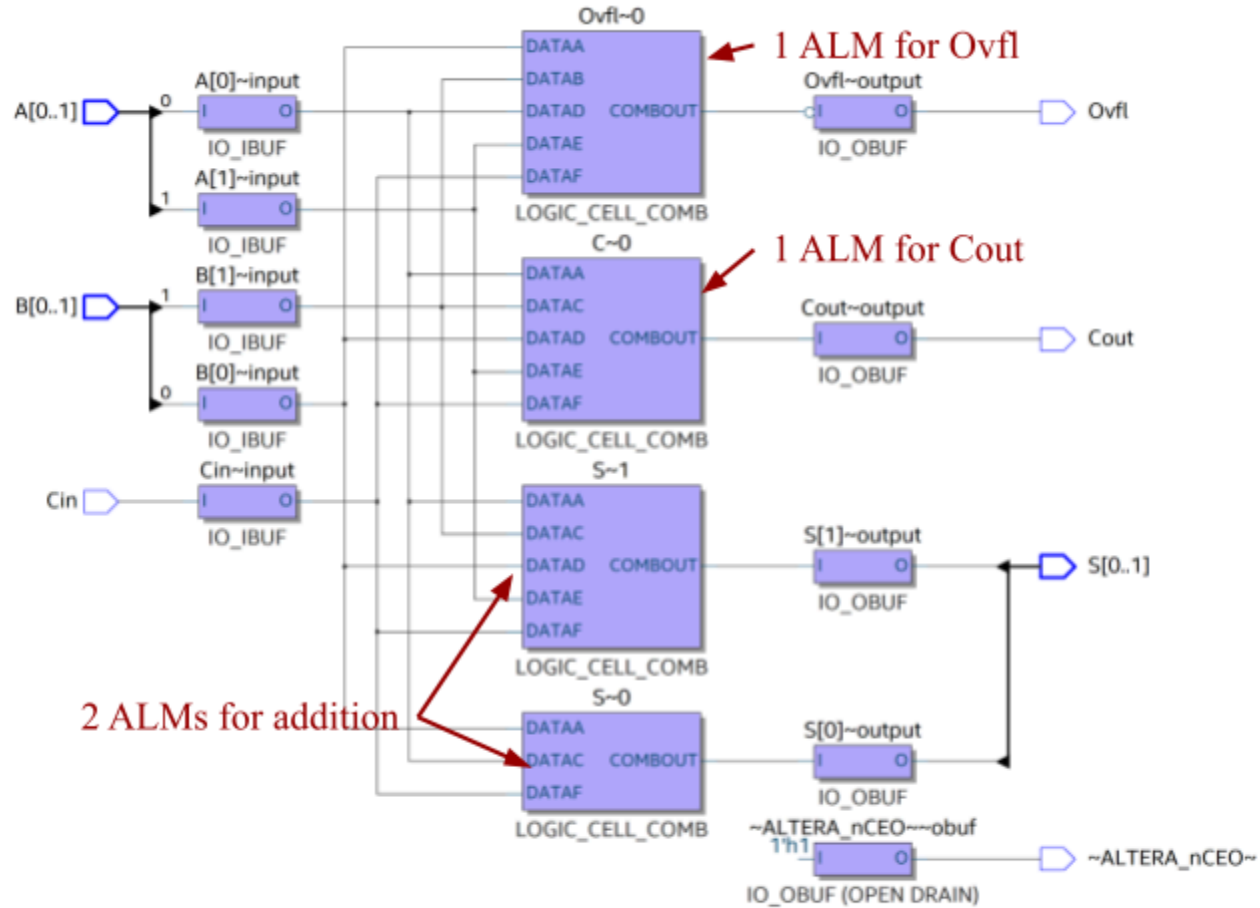 Ovfl~0
DATAA
DATAB
DATAD COMBOUT
DATAE
DATAF
LOGIC_CELL_COMB
1 ALM for Ovfl
A[0..1]
0
1
A[0]~input
I O
IO_IBUF
A[1]~input
I O
IO_IBUF
Ovfl~output
I O
IO_OBUF
Ovfl
C~0
DATAA
DATAC
DATAD COMBOUT
DATAE
DATAF
LOGIC_CELL_COMB
1 ALM for Cout
B[0..1]
1
0
B[1]~input
I O
IO_IBUF
B[0]~input
I O
IO_IBUF
Cout~output
I O
IO_OBUF
Cout
Cin
Cin~input
I O
IO_IBUF
S~1
DATAA
DATAC
DATAD COMBOUT
DATAE
DATAF
LOGIC_CELL_COMB
S[1]~output
I O
IO_OBUF
S[0..1]
2 ALMs for addition
S~0
DATAA
DATAC COMBOUT
DATAF
LOGIC_CELL_COMB
S[0]~output
I O
IO_OBUF
~ALTERA_nCEO~~obuf
1'h1
I O
IO_OBUF (OPEN DRAIN)
~ALTERA_nCEO~